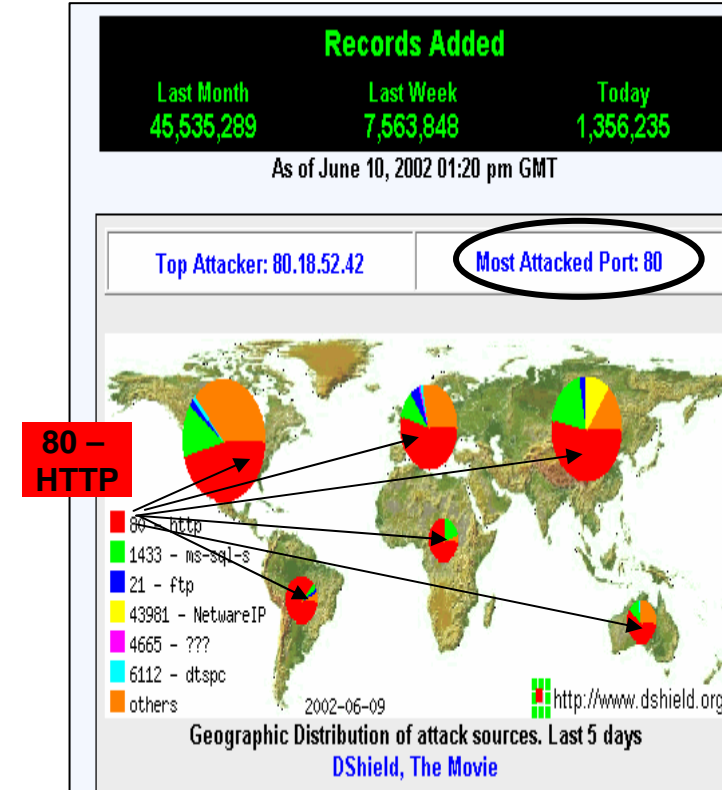 Records Added
Last Month Last Week Today
45,535,289 7,563,848 1,356,235
As of June 10, 2002 01:20 pm GMT
Top Attacker: 80.18.52.42 Most Attacked Port: 80
80 –
HTTP
80 - http
1433 - ms-sql-s
21 - ftp
43981 - NetwareIP
4665 - ???
6112 - dtspc
others
2002-06-09
http://www.dshield.org
Geographic Distribution of attack sources. Last 5 days
DShield, The Movie